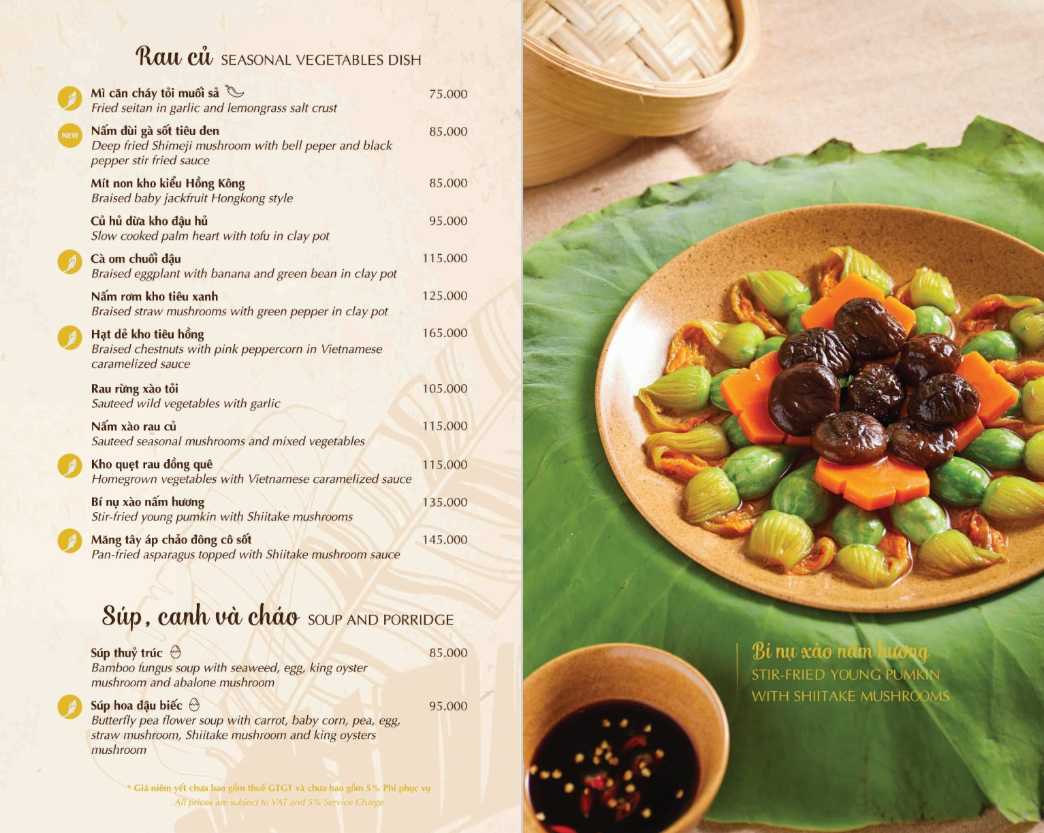 Rau củ SEASONAL VEGETABLES DISH
Mì căn cháy tỏi muối sả 75.000
Fried seitan in garlic and lemongrass salt crust
NEW
Nấm đùi gà sốt tiêu đen 85.000
Deep fried Shimeji mushroom with bell peper and black
pepper stir fried sauce
Mít non kho kiểu Hồng Kông 85.000
Braised baby jackfruit Hongkong style
Củ hủ dừa kho đậu hủ 95.000
Slow cooked palm heart with tofu in clay pot
Cà om chuối đậu 115.000
Braised eggplant with banana and green bean in clay pot
Nấm rơm kho tiêu xanh 125.000
Braised straw mushrooms with green pepper in clay pot
Hạt dẻ kho tiêu hồng 165.000
Braised chestnuts with pink peppercorn in Vietnamese
caramelized sauce
Rau rừng xào tỏi 105.000
Sauteed wild vegetables with garlic
Nấm xào rau củ 115.000
Sauteed seasonal mushrooms and mixed vegetables
Kho quẹt rau đồng quê 115.000
Homegrown vegetables with Vietnamese caramelized sauce
Bí nụ xào nấm hương 135.000
Stir-fried young pumkin with Shiitake mushrooms
Măng tây áp chảo đông cô sốt 145.000
Pan-fried asparagus topped with Shiitake mushroom sauce
Súp, canh và cháo SOUP AND PORRIDGE
Súp thuỷ trúc 85.000
Bamboo fungus soup with seaweed, egg, king oyster
mushroom and abalone mushroom
Súp hoa đậu biếc 95.000
Butterfly pea flower soup with carrot, baby corn, pea, egg,
straw mushroom, Shiitake mushroom and king oysters
mushroom
* Giá niêm yết chưa bao gồm thuế GTGT và chưa bao gồm 5% Phí phục vụ
All prices are subject to VAT and 5% Service Charge
Bí nụ xào nấm hương
STIR-FRIED YOUNG PUMKIN
WITH SHIITAKE MUSHROOMS